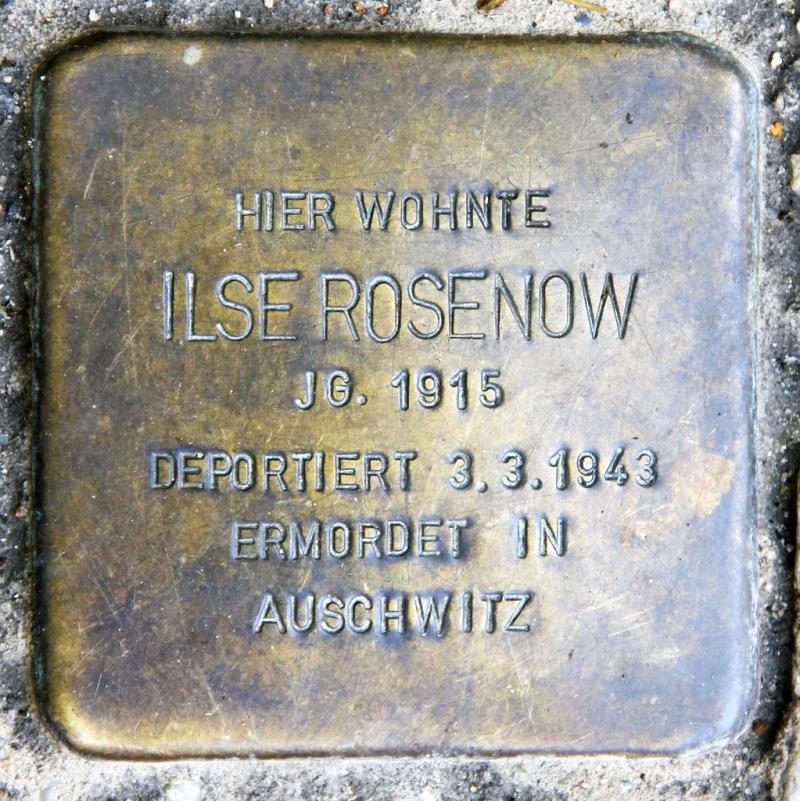 HIER WOHNTE
ILSE ROSENOW
JG. 1915
DEPORTIERT 3.3.1943
ERMORDET IN
AUSCHWITZ